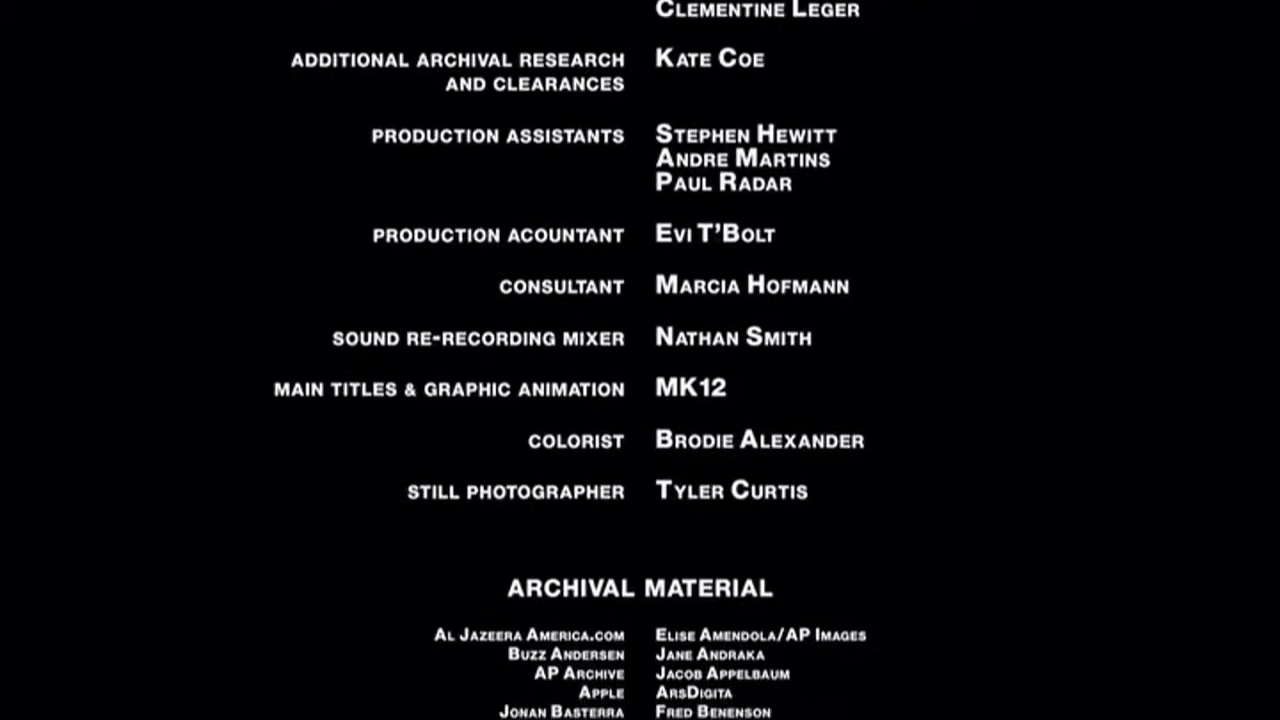 Clementine Leger
ADDITIONAL ARCHIVAL RESEARCH Kate Coe
AND CLEARANCES
PRODUCTION ASSISTANTS Stephen Hewitt
Andre Martins
Paul Radar
PRODUCTION ACOUNTANT Evi T'Bolt
CONSULTANT Marcia Hofmann
SOUND RE-RECORDING MIXER Nathan Smith
MAIN TITLES & GRAPHIC ANIMATION MK12
COLORIST Brodie Alexander
STILL PHOTOGRAPHER Tyler Curtis
ARCHIVAL MATERIAL
Al Jazeera America.com Elise Amendola/AP Images
Buzz Andersen Jane Andraka
AP Archive Jacob Appelbaum
Apple ArsDigita
Jonan Basterra Fred Benenson